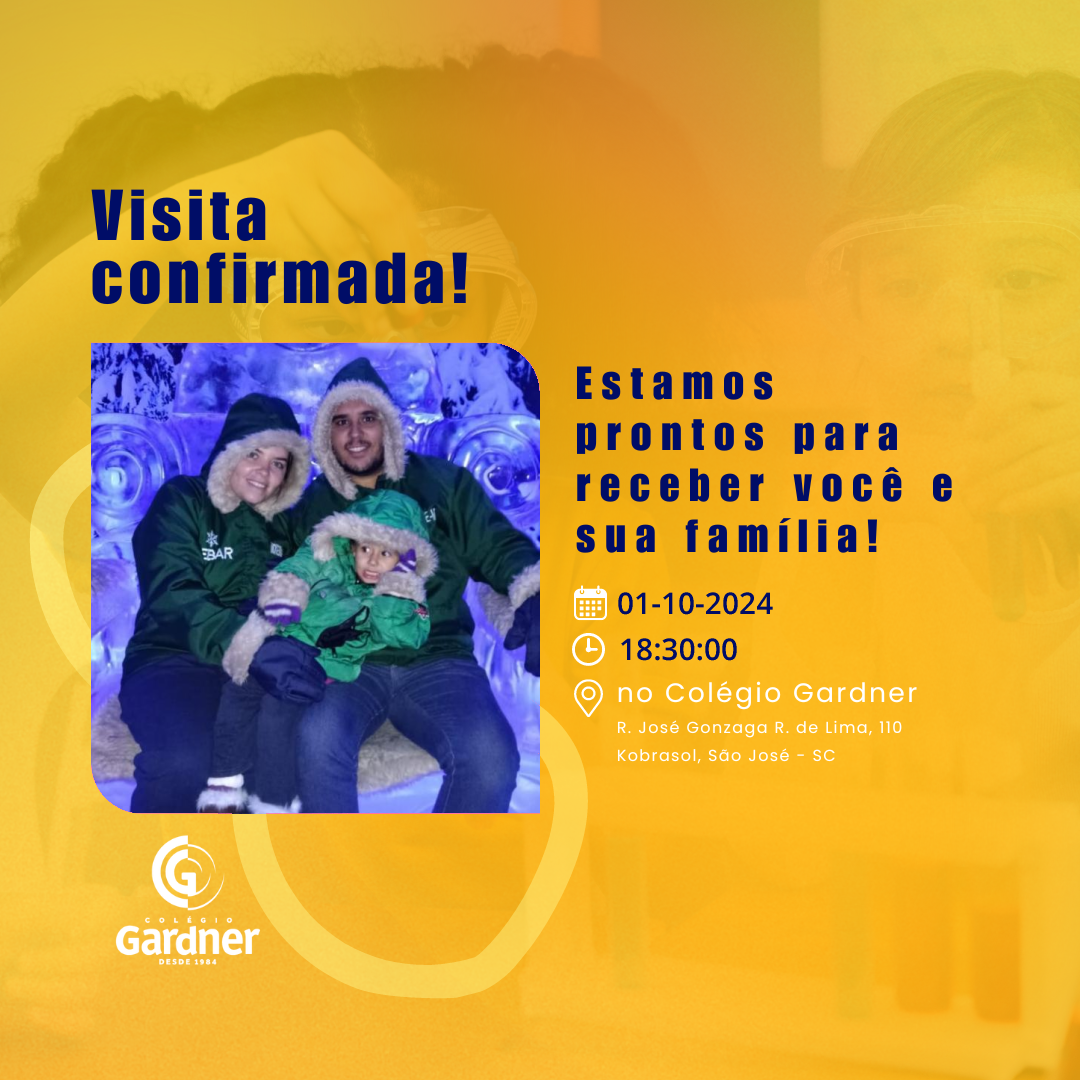 Visita
confirmada!
Estamos
prontos para
receber você e
sua família!
01-10-2024
18:30:00
no Colégio Gardner
R. José Gonzaga R. de Lima, 110
Kobrasol, São José - SC
COLÉGIO
Gardner
DESDE 1984